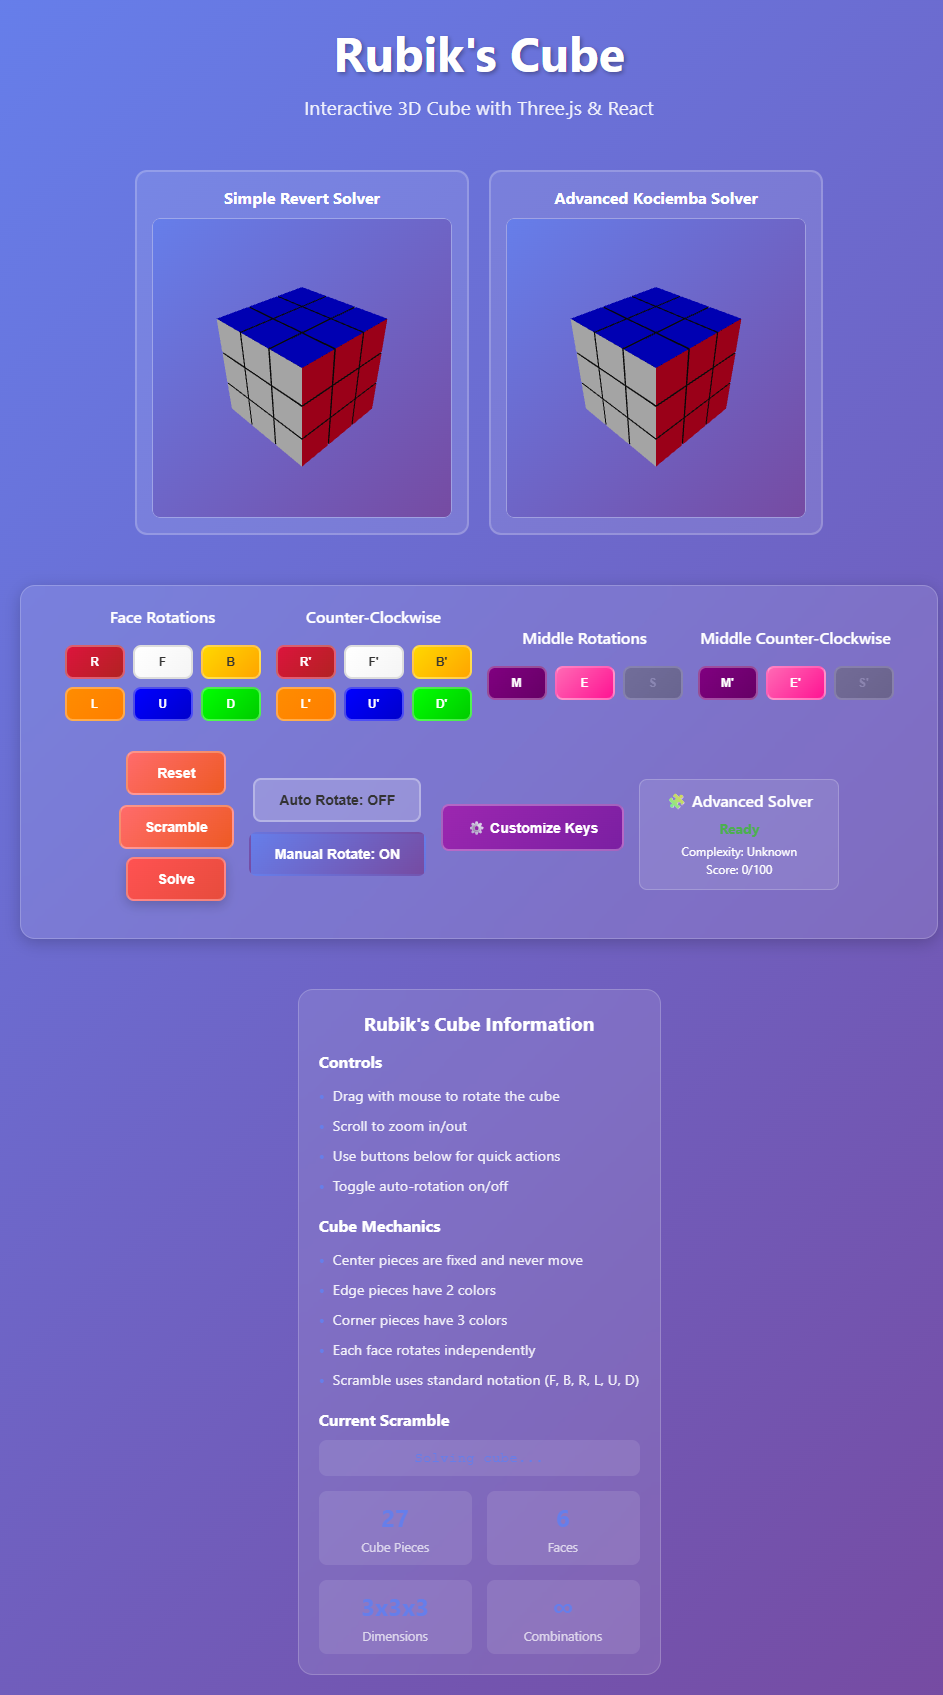 Rubik's Cube
Interactive 3D Cube with Three.js & React
Simple Revert Solver
Advanced Kociemba Solver
Face Rotations
R F B
L U D
Counter-Clockwise
R' F' B'
L' U' D'
Middle Rotations
M E S
Middle Counter-Clockwise
M' E' S'
Reset
Scramble
Solve
Auto Rotate: OFF
Manual Rotate: ON
Customize Keys
Advanced Solver
Ready
Complexity: Unknown
Score: 0/100
Rubik's Cube Information
Controls
Drag with mouse to rotate the cube
Scroll to zoom in/out
Use buttons below for quick actions
Toggle auto-rotation on/off
Cube Mechanics
Center pieces are fixed and never move
Edge pieces have 2 colors
Corner pieces have 3 colors
Each face rotates independently
Scramble uses standard notation (F, B, R, L, U, D)
Current Scramble
27
Cube Pieces
6
Faces
3x3x3
Dimensions
Combinations